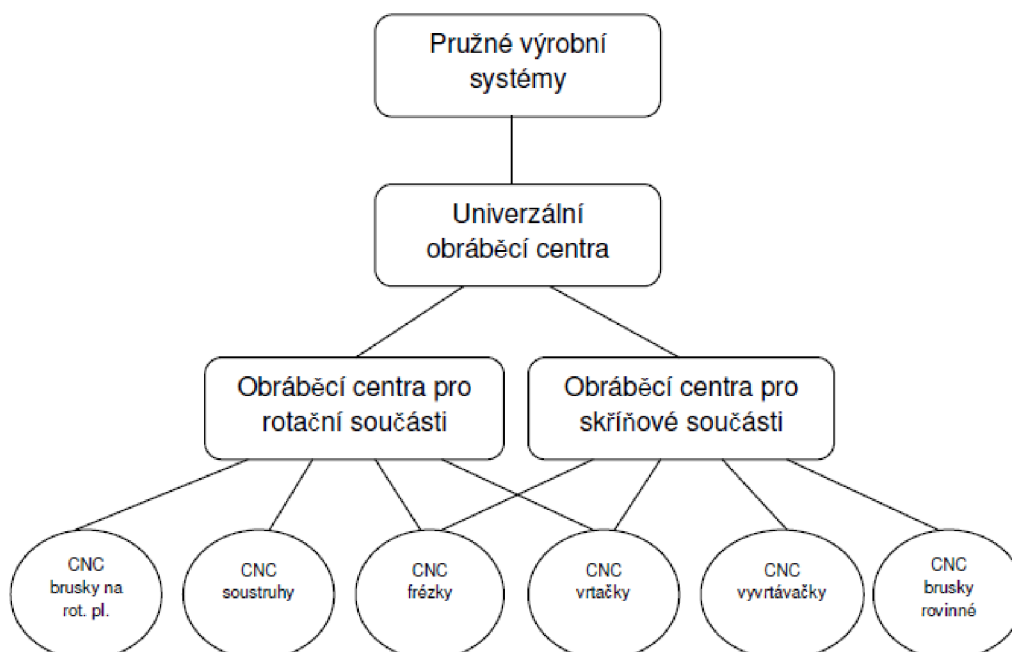 Pružné výrobní
systémy
Univerzální
obráběcí centra
Obráběcí centra pro
rotační součásti
Obráběcí centra pro
skříňové součásti
CNC
brusky na
rot. pl.
CNC
soustruhy
CNC
frézky
CNC
vrtačky
CNC
vyvrtávačky
CNC
brusky
rovinné